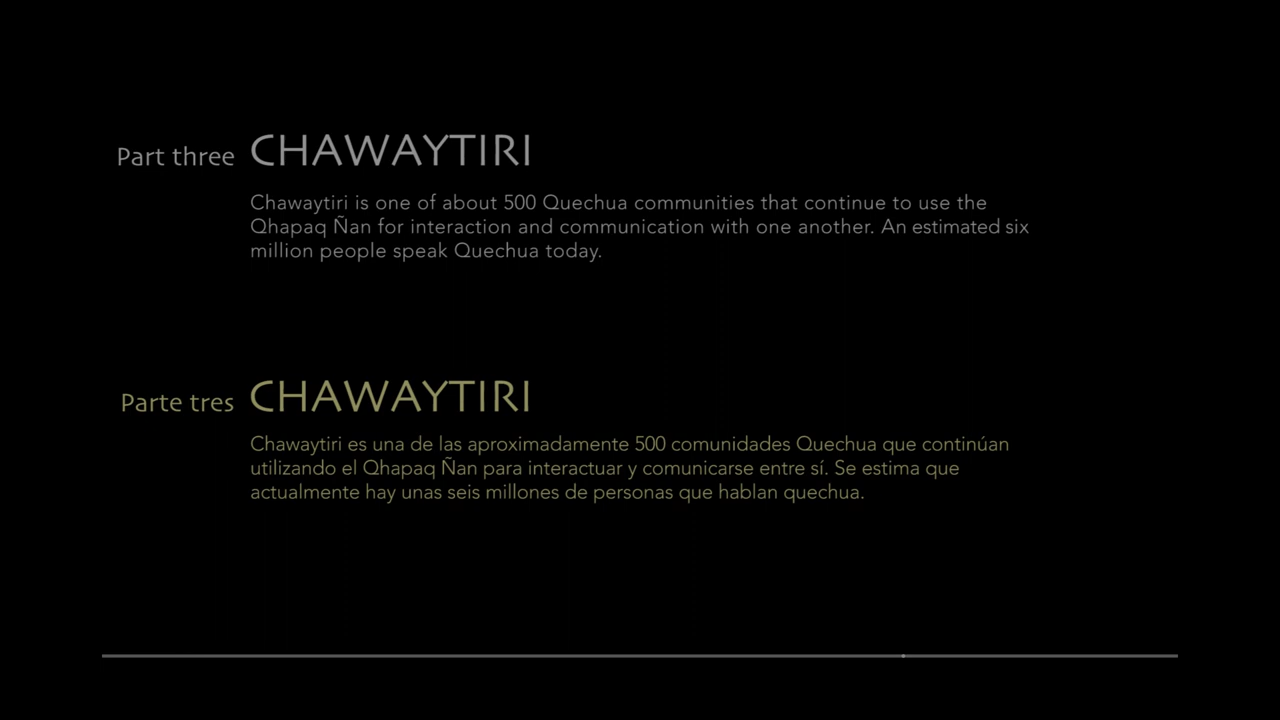 Part three CHAWAYTIRI
Chawaytiri is one of about 500 Quechua communities that continue to use the
Qhapaq Ñan for interaction and communication with one another. An estimated six
million people speak Quechua today.
Parte tres CHAWAYTIRI
Chawaytiri es una de las aproximadamente 500 comunidades Quechua que continúan
utilizando el Qhapaq Ñan para interactuar y comunicarse entre sí. Se estima que
actualmente hay unas seis millones de personas que hablan quechua.